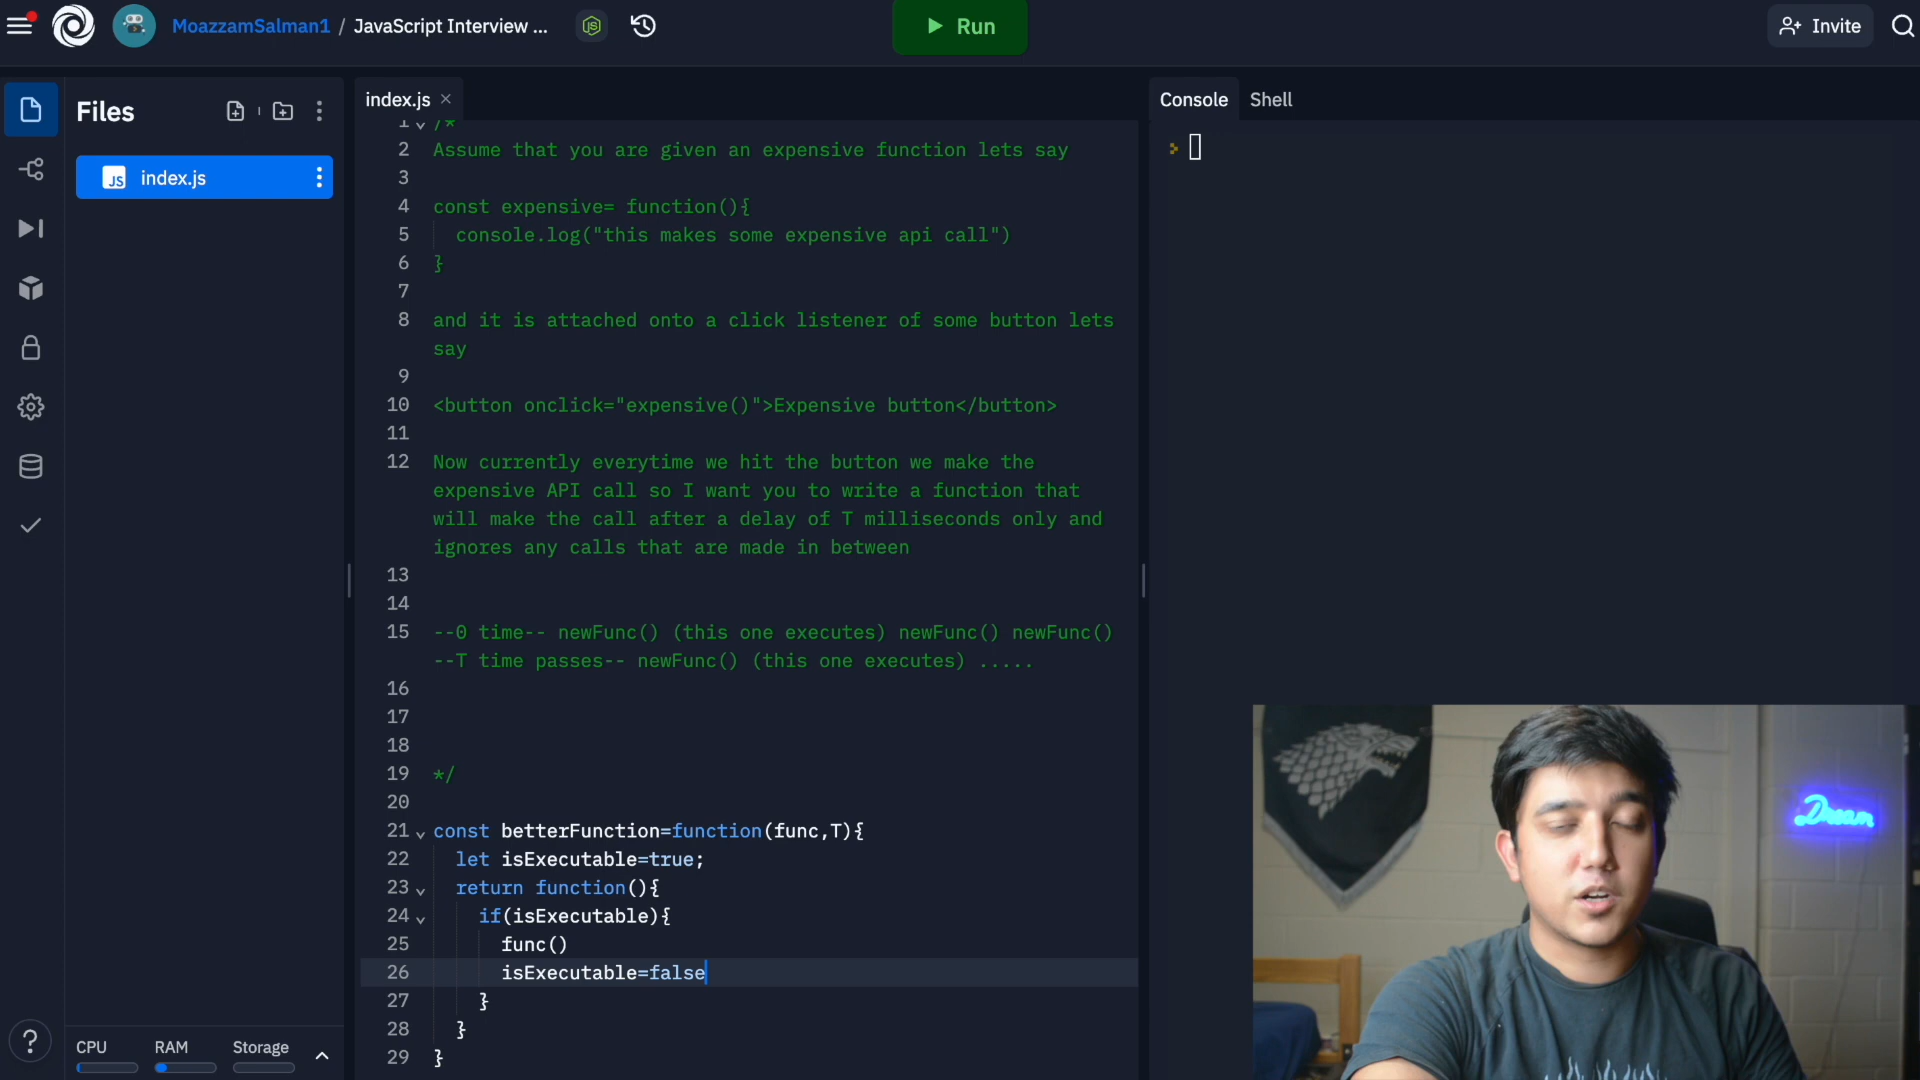 MoazzamSalman1 / JavaScript Interview ...
Run
Invite
Files
index.js
index.js
Console
Shell
1 /*
2 Assume that you are given an expensive function lets say
3
4 const expensive= function(){
5 console.log("this makes some expensive api call")
6 }
7
8 and it is attached onto a click listener of some button lets
say
9
10 <button onclick="expensive()">Expensive button</button>
11
12 Now currently everytime we hit the button we make the
expensive API call so I want you to write a function that
will make the call after a delay of T milliseconds only and
ignores any calls that are made in between
13
14
15 --0 time-- newFunc() (this one executes) newFunc() newFunc()
--T time passes-- newFunc() (this one executes) .....
16
17
18
19 */
20
21 const betterFunction=function(func,T){
22 let isExecutable=true;
23 return function(){
24 if(isExecutable){
25 func()
26 isExecutable=false
27 }
28 }
29 }
CPU RAM Storage
JS
JS
?
Dream